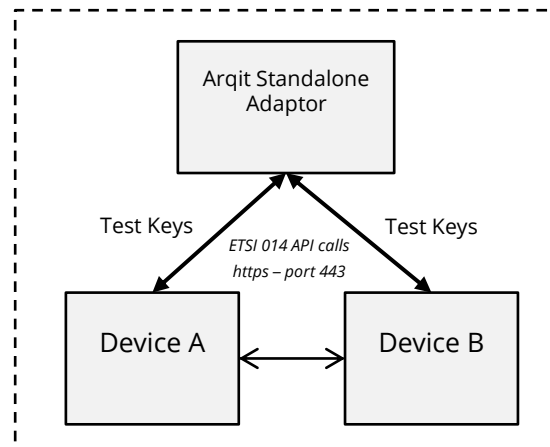 Arqit Standalone
Adaptor
Test Keys
Test Keys
ETSI 014 API calls
https – port 443
Device A
Device B